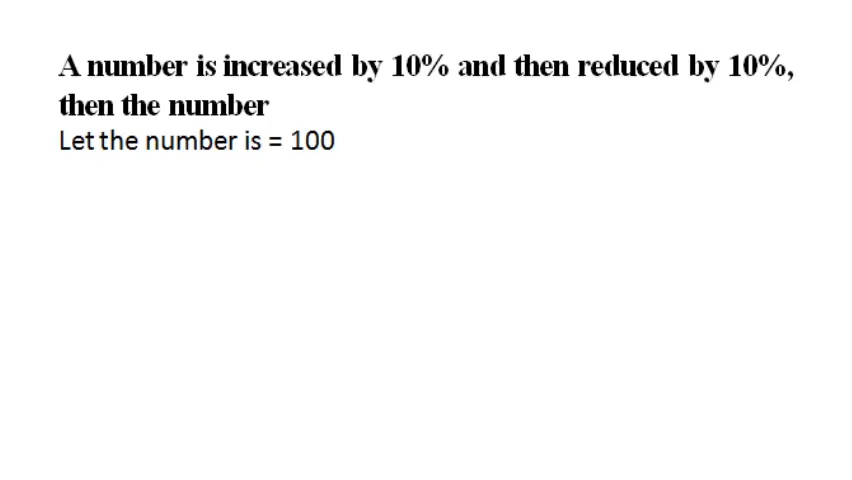 A number is increased by 10% and then reduced by 10%,
then the number
Let the number is = 100